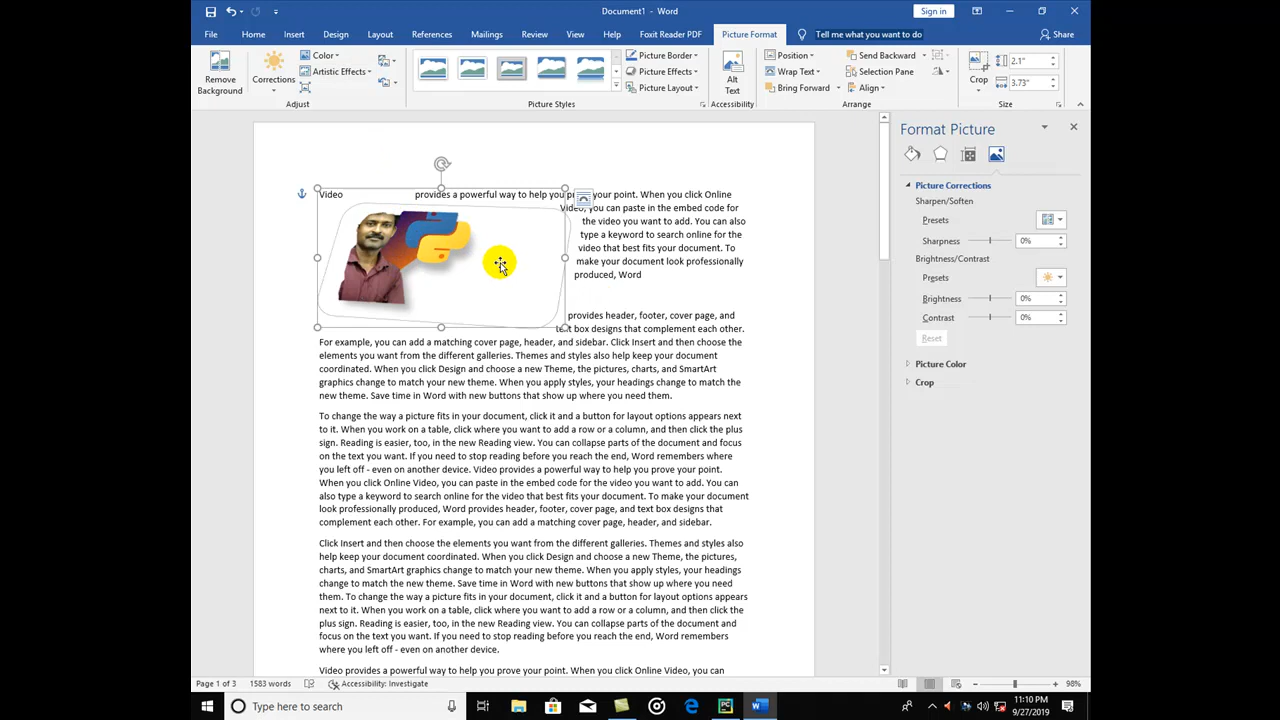 Document1 - Word
Sign in
File Home Insert Design Layout References Mailings Review View Help Foxit Reader PDF Picture Format Tell me what you want to do Share
Remove Background
Corrections
Color
Artistic Effects
Adjust
Picture Styles
Picture Border
Picture Effects
Picture Layout
Alt Text
Accessibility
Position
Wrap Text
Bring Forward
Send Backward
Selection Pane
Align
Arrange
Crop
2.1"
3.73"
Size
Video provides a powerful way to help you your point. When you click Online
Video, you can paste in the embed code for
the video you want to add. You can also
type a keyword to search online for the
video that best fits your document. To
make your document look professionally
produced, Word
provides header, footer, cover page, and
text box designs that complement each other.
For example, you can add a matching cover page, header, and sidebar. Click Insert and then choose the
elements you want from the different galleries. Themes and styles also help keep your document
coordinated. When you click Design and choose a new Theme, the pictures, charts, and SmartArt
graphics change to match your new theme. When you apply styles, your headings change to match the
new theme. Save time in Word with new buttons that show up where you need them.
To change the way a picture fits in your document, click it and a button for layout options appears next
to it. When you work on a table, click where you want to add a row or a column, and then click the plus
sign. Reading is easier, too, in the new Reading view. You can collapse parts of the document and focus
on the text you want. If you need to stop reading before you reach the end, Word remembers where
you left off - even on another device. Video provides a powerful way to help you prove your point.
When you click Online Video, you can paste in the embed code for the video you want to add. You can
also type a keyword to search online for the video that best fits your document. To make your document
look professionally produced, Word provides header, footer, cover page, and text box designs that
complement each other. For example, you can add a matching cover page, header, and sidebar.
Click Insert and then choose the elements you want from the different galleries. Themes and styles also
help keep your document coordinated. When you click Design and choose a new Theme, the pictures,
charts, and SmartArt graphics change to match your new theme. When you apply styles, your headings
change to match the new theme. Save time in Word with new buttons that show up where you need
them. To change the way a picture fits in your document, click it and a button for layout options appears
next to it. When you work on a table, click where you want to add a row or a column, and then click the
plus sign. Reading is easier, too, in the new Reading view. You can collapse parts of the document and
focus on the text you want. If you need to stop reading before you reach the end, Word remembers
where you left off - even on another device.
Video provides a powerful way to help you prove your point. When you click Online Video, you can
Format Picture
Picture Corrections
Sharpen/Soften
Presets
Sharpness 0%
Brightness/Contrast
Presets
Brightness 0%
Contrast 0%
Reset
Picture Color
Crop
Page 1 of 3 1583 words Accessibility: Investigate 98%
Type here to search
11:10 PM
9/27/2019